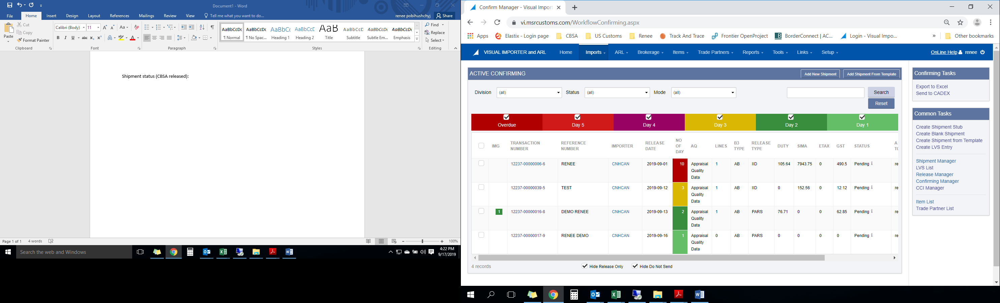 Document1 - Word
File Home Insert Design Layout References Mailings Review View Tell me what you want to do... renee pobihushchyj Share
Paste
Cut
Copy
Format Painter
Clipboard
Calibri (Body) 11
Font
Paragraph
AaBbCcDc AaBbCcDc AaBbCc AaBbCcD AaB AaBbCcD AaBbCcDc AaBbCcDc
¶ Normal ¶ No Spac... Heading 1 Heading 2 Title Subtitle Subtle Em... Emphasis
Styles
Find
Replace
Select
Editing
Shipment status (CBSA released):
Page 1 of 1 4 words 100%
Search the web and Windows
4:22 PM
9/17/2019
Confirm Manager - Visual Import
vi.msrcustoms.com/WorkflowConfirming.aspx
Apps Elastix - Login page CBSA US Customs Renee Track And Trace Frontier OpenProject BorderConnect | AC... Login - Visual Impo... » Other bookmarks
VISUAL IMPORTER and ARL Home Imports ARL Brokerage Items Trade Partners Reports Tools Links Setup OnLine Help renee
ACTIVE CONFIRMING Add New Shipment Add Shipment From Template
Division (all) Status (all) Mode (all) Search
Reset
Overdue Day 5 Day 4 Day 3 Day 2 Day 1
IMG TRANSACTION NUMBER REFERENCE NUMBER IMPORTER RELEASE DATE NO OF DAY AQ LINES B3 TYPE RELEASE TYPE DUTY SIMA ETAX GST STATUS
12237-00000006-6 RENEE CNHCAN 2019-09-01 10 Appraisal Quality Data 1 AB IID 105.64 7943.75 0 490.5 Pending i re
12237-00000039-5 TEST CNHCAN 2019-09-12 3 Appraisal Quality Data 1 AB IID 0 152.56 0 12.12 Pending i re
1 12237-00000016-8 DEMO RENEE CNHCAN 2019-09-13 2 Appraisal Quality Data 1 AB PARS 76.71 0 0 62.85 Pending i re
12237-00000017-9 RENEE DEMO CNHCAN 2019-09-16 1 Appraisal Quality Data 0 AB PARS 0 0 0 0 Pending i re
4 records Hide Release Only Hide Do Not Send
Confirming Tasks
Export to Excel
Send to CADEX
Common Tasks
Create Shipment Stub
Create Blank Shipment
Create Shipment from Template
Create LVS Entry
Shipment Manager
LVS List
Release Manager
Confirming Manager
CCI Manager
Item List
Trade Partner List